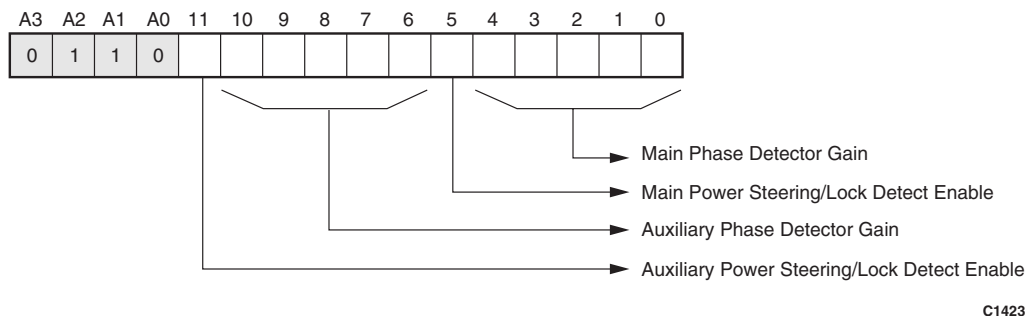 A3 A2 A1 A0 11 10 9 8 7 6 5 4 3 2 1 0
0 1 1 0
Main Phase Detector Gain
Main Power Steering/Lock Detect Enable
Auxiliary Phase Detector Gain
Auxiliary Power Steering/Lock Detect Enable
C1423